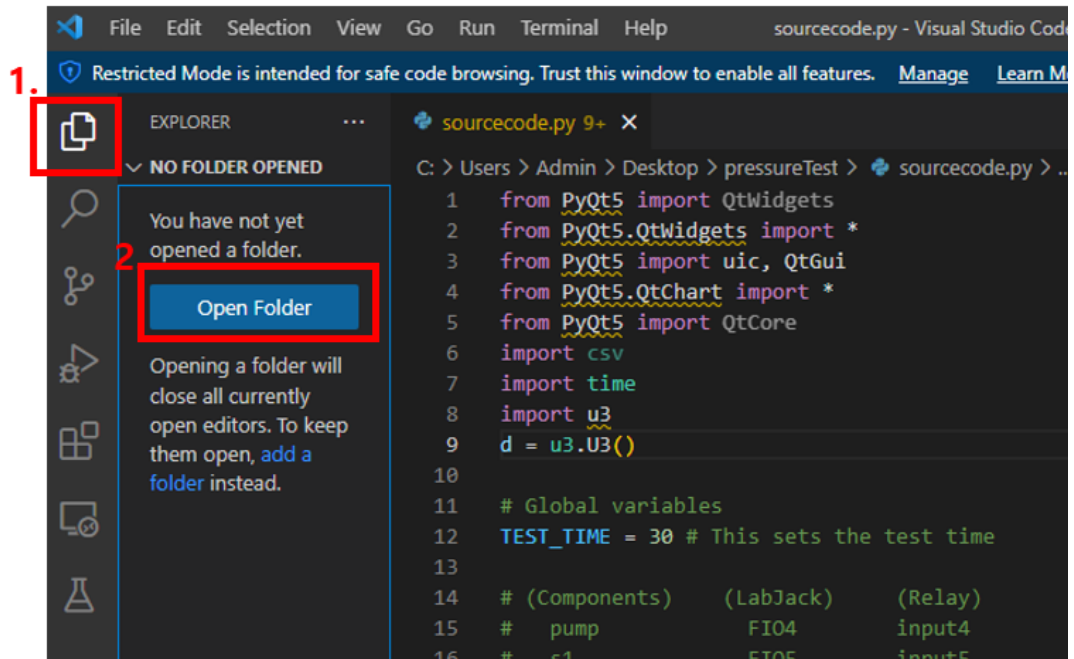 File Edit Selection View Go Run Terminal Help sourcecode.py - Visual Studio Code
Restricted Mode is intended for safe code browsing. Trust this window to enable all features. Manage Learn M
1.
EXPLORER ...
sourcecode.py 9+ ×
NO FOLDER OPENED
C: > Users > Admin > Desktop > pressureTest > sourcecode.py > ...
You have not yet
opened a folder.
2
Open Folder
Opening a folder will
close all currently
open editors. To keep
them open, add a
folder instead.
1 from PyQt5 import QtWidgets
2 from PyQt5.QtWidgets import *
3 from PyQt5 import uic, QtGui
4 from PyQt5.QtChart import *
5 from PyQt5 import QtCore
6 import csv
7 import time
8 import u3
9 d = u3.U3()
10
11 # Global variables
12 TEST_TIME = 30 # This sets the test time
13
14 # (Components) (LabJack) (Relay)
15 # pump FIO4 input4
16 # s1 FIO5 input5